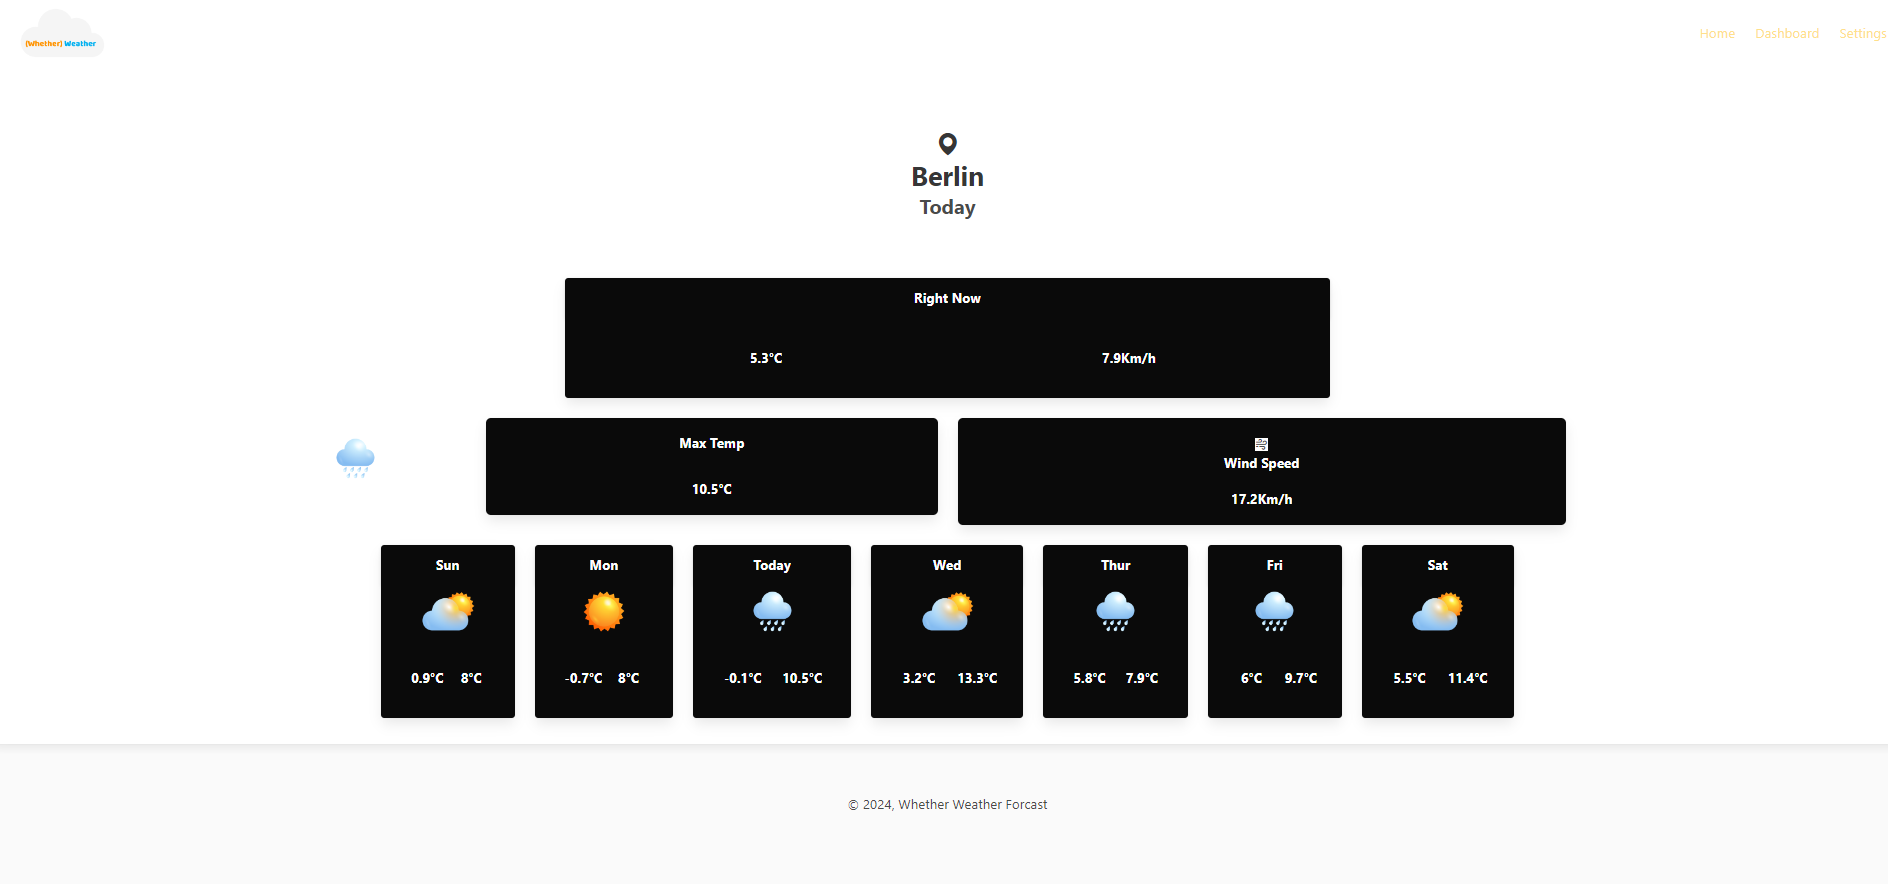 (Whether) Weather
Home Dashboard Settings
Berlin
Today
Right Now
5.3°C 7.9Km/h
Max Temp
10.5°C
Wind Speed
17.2Km/h
Sun Mon Today Wed Thur Fri Sat
0.9°C 8°C -0.7°C 8°C -0.1°C 10.5°C 3.2°C 13.3°C 5.8°C 7.9°C 6°C 9.7°C 5.5°C 11.4°C
© 2024, Whether Weather Forcast